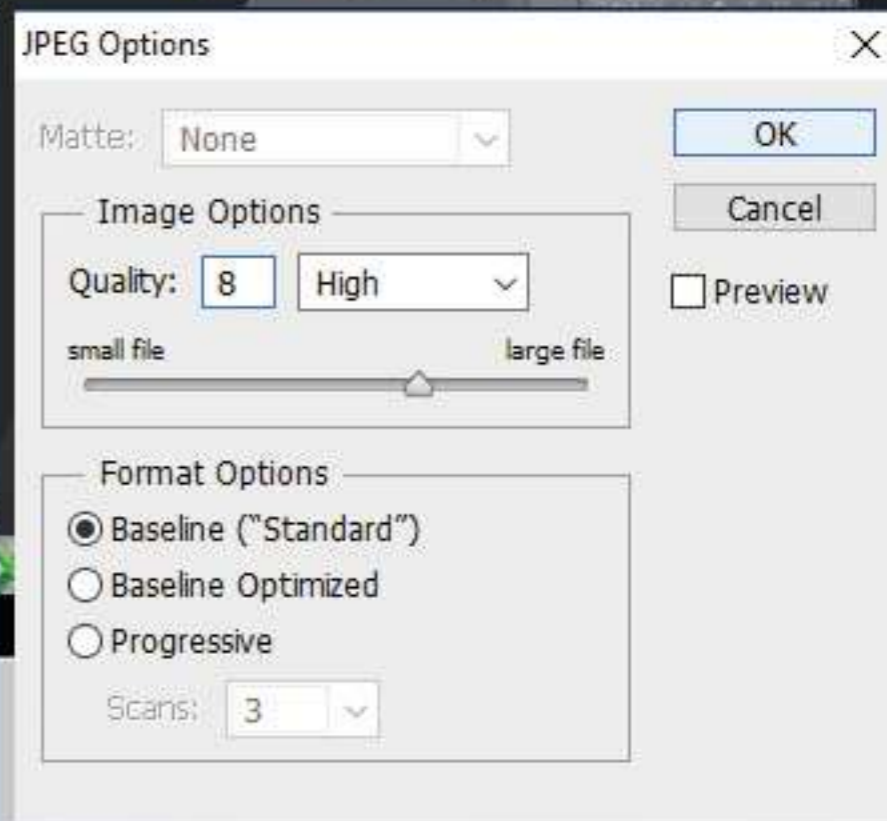 JPEG Options
Matte: None
OK
Cancel
Preview
Image Options
Quality: 8 High
small file large file
Format Options
Baseline (“Standard”)
Baseline Optimized
Progressive
Scans: 3